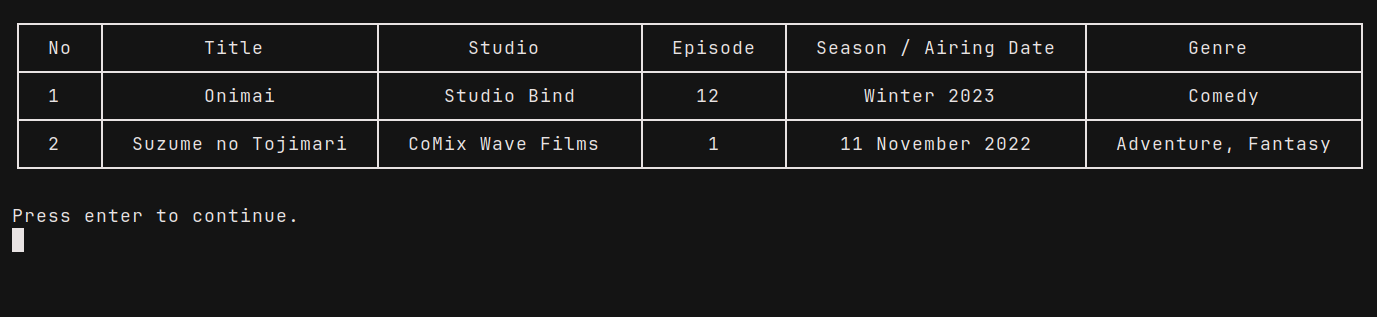 No Title Studio Episode Season / Airing Date Genre
1 Onimai Studio Bind 12 Winter 2023 Comedy
2 Suzume no Tojimari CoMix Wave Films 1 11 November 2022 Adventure, Fantasy
Press enter to continue.